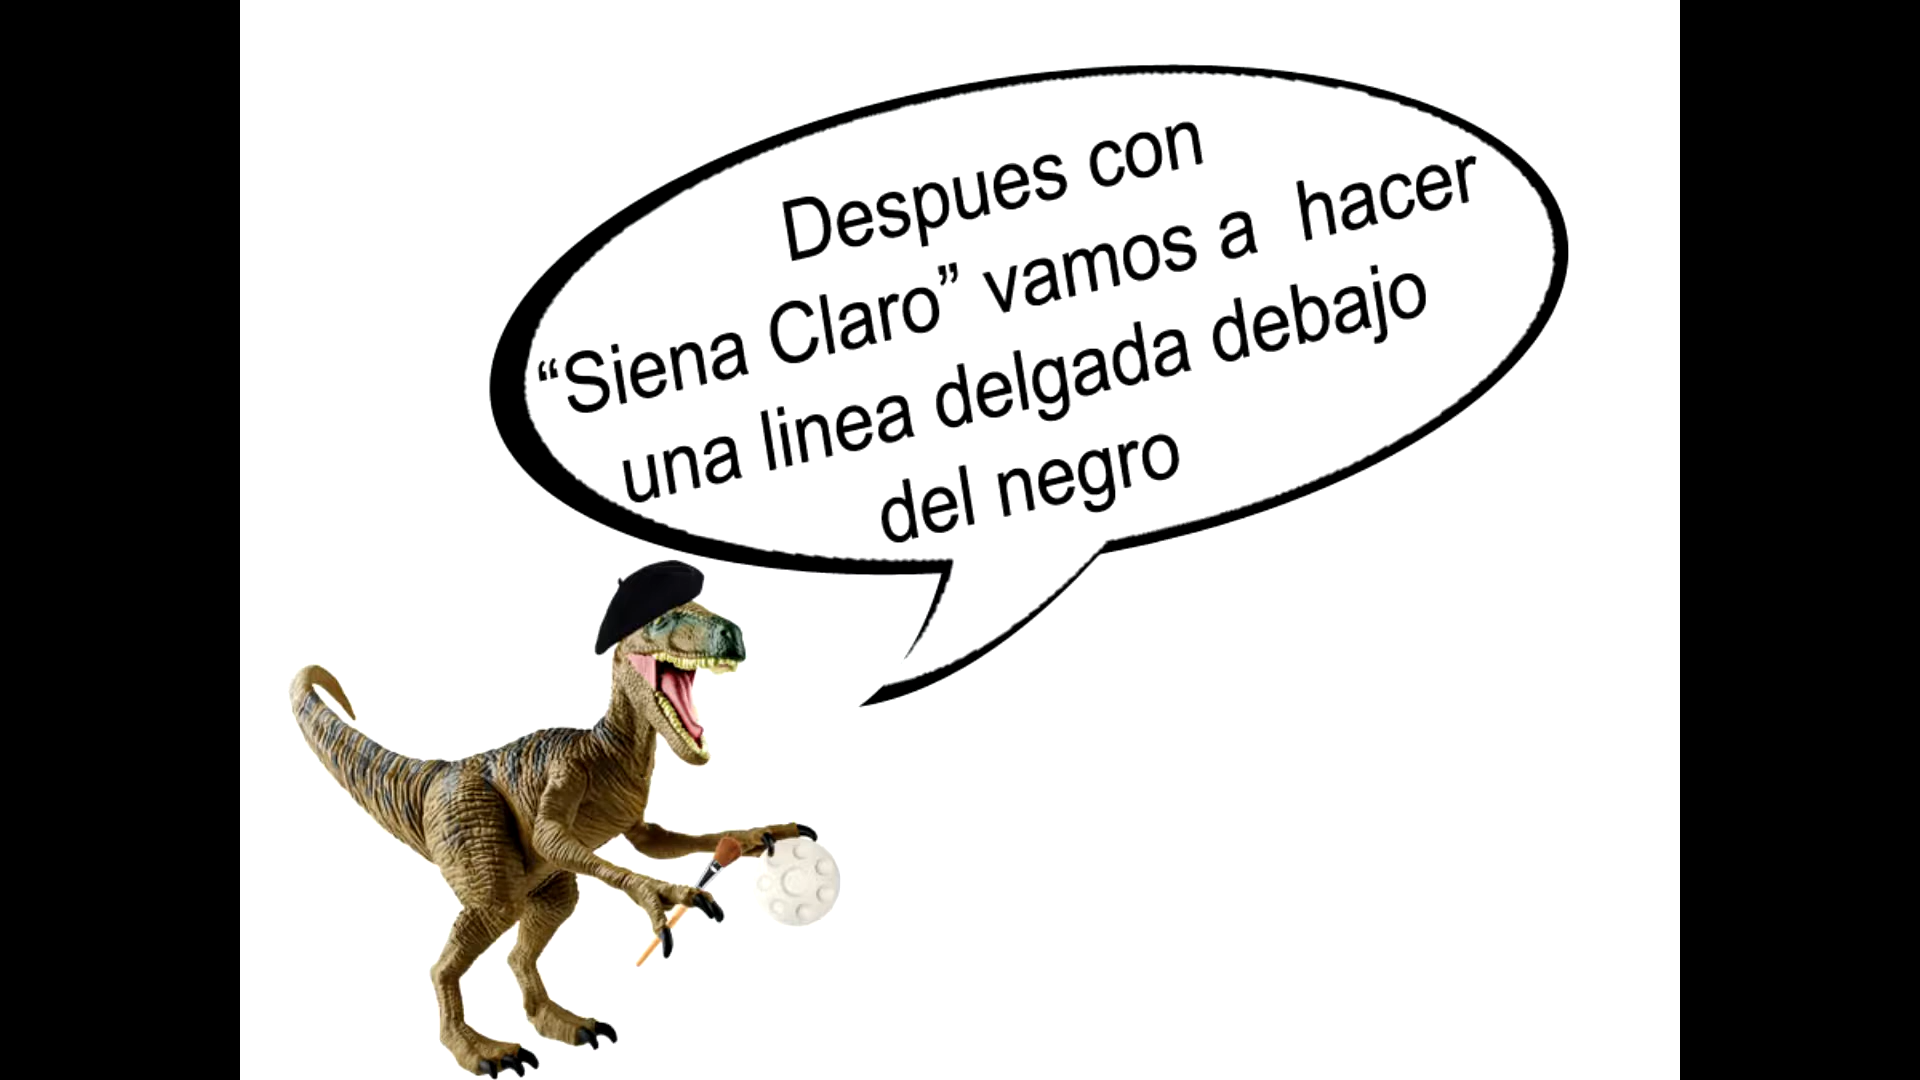 Despues con
“Siena Claro” vamos a hacer
una linea delgada debajo
del negro